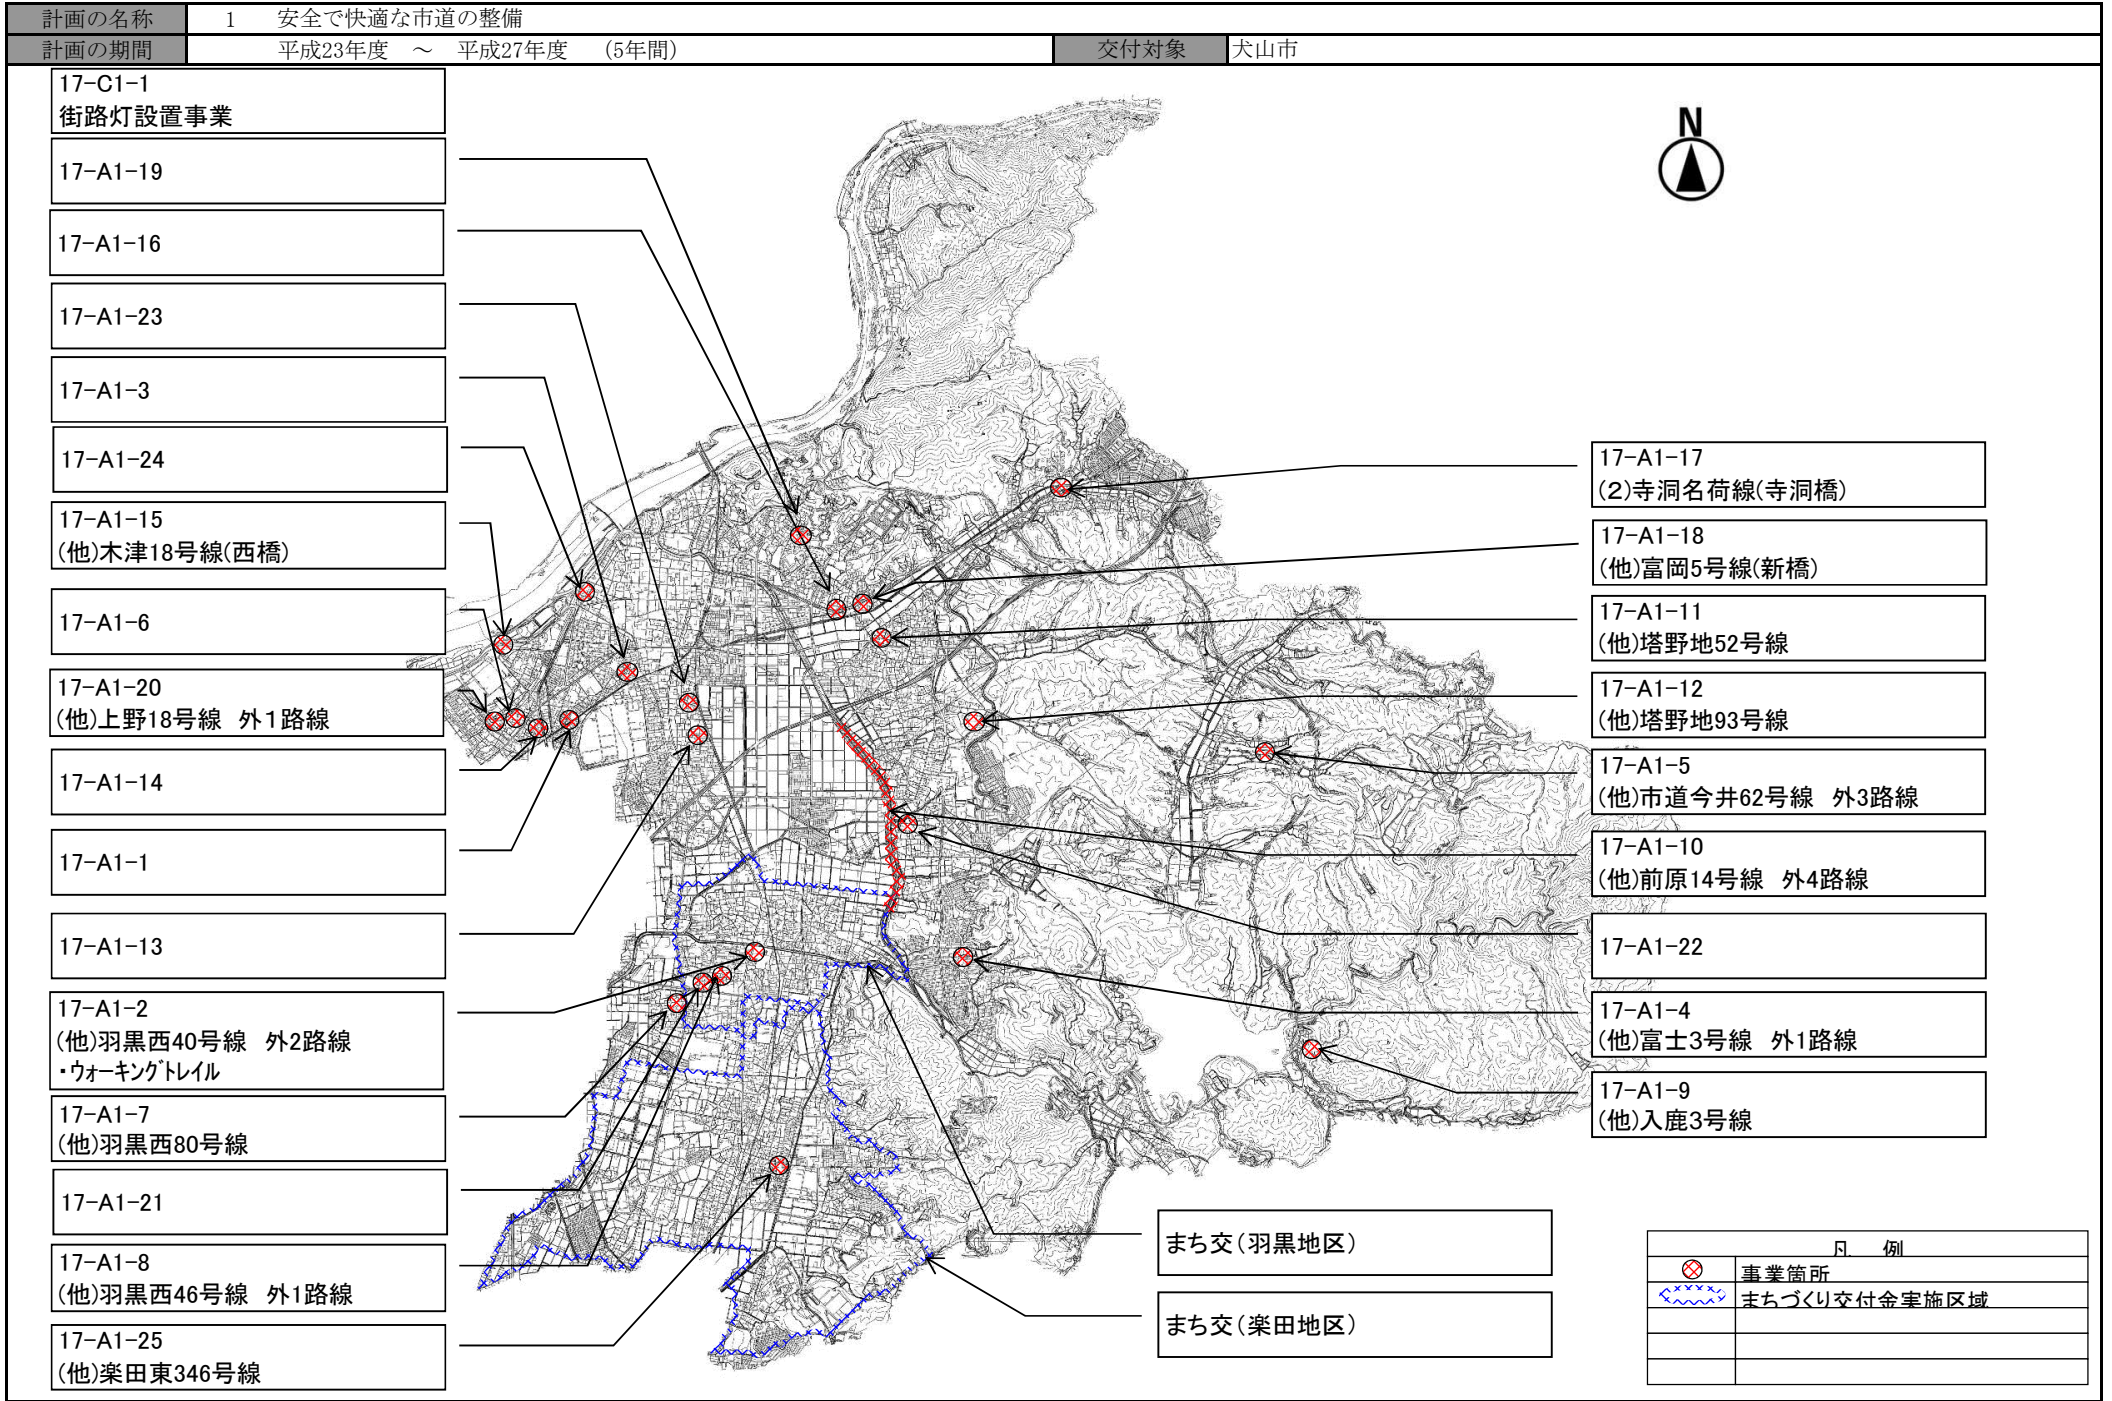 計画の名称 1 安全で快適な市道の整備
計画の期間 平成23年度 ～ 平成27年度 (5年間) 交付対象 犬山市
17-C1-1
街路灯設置事業
17-A1-19
17-A1-16
17-A1-23
17-A1-3
17-A1-24
17-A1-15
(他)木津18号線(西橋)
17-A1-6
17-A1-20
(他)上野18号線 外１路線
17-A1-14
17-A1-1
17-A1-13
17-A1-2
(他)羽黒西40号線 外2路線
・ウォーキングトレイル
17-A1-7
(他)羽黒西80号線
17-A1-21
17-A1-8
(他)羽黒西46号線 外1路線
17-A1-25
(他)楽田東346号線
N
17-A1-17
(2)寺洞名荷線(寺洞橋)
17-A1-18
(他)富岡5号線(新橋)
17-A1-11
(他)塔野地52号線
17-A1-12
(他)塔野地93号線
17-A1-5
(他)市道今井62号線 外3路線
17-A1-10
(他)前原14号線 外4路線
17-A1-22
17-A1-4
(他)富士3号線 外1路線
17-A1-9
(他)入鹿3号線
まち交(羽黒地区)
まち交(楽田地区)
凡 例
事業箇所
まちづくり交付金実施区域